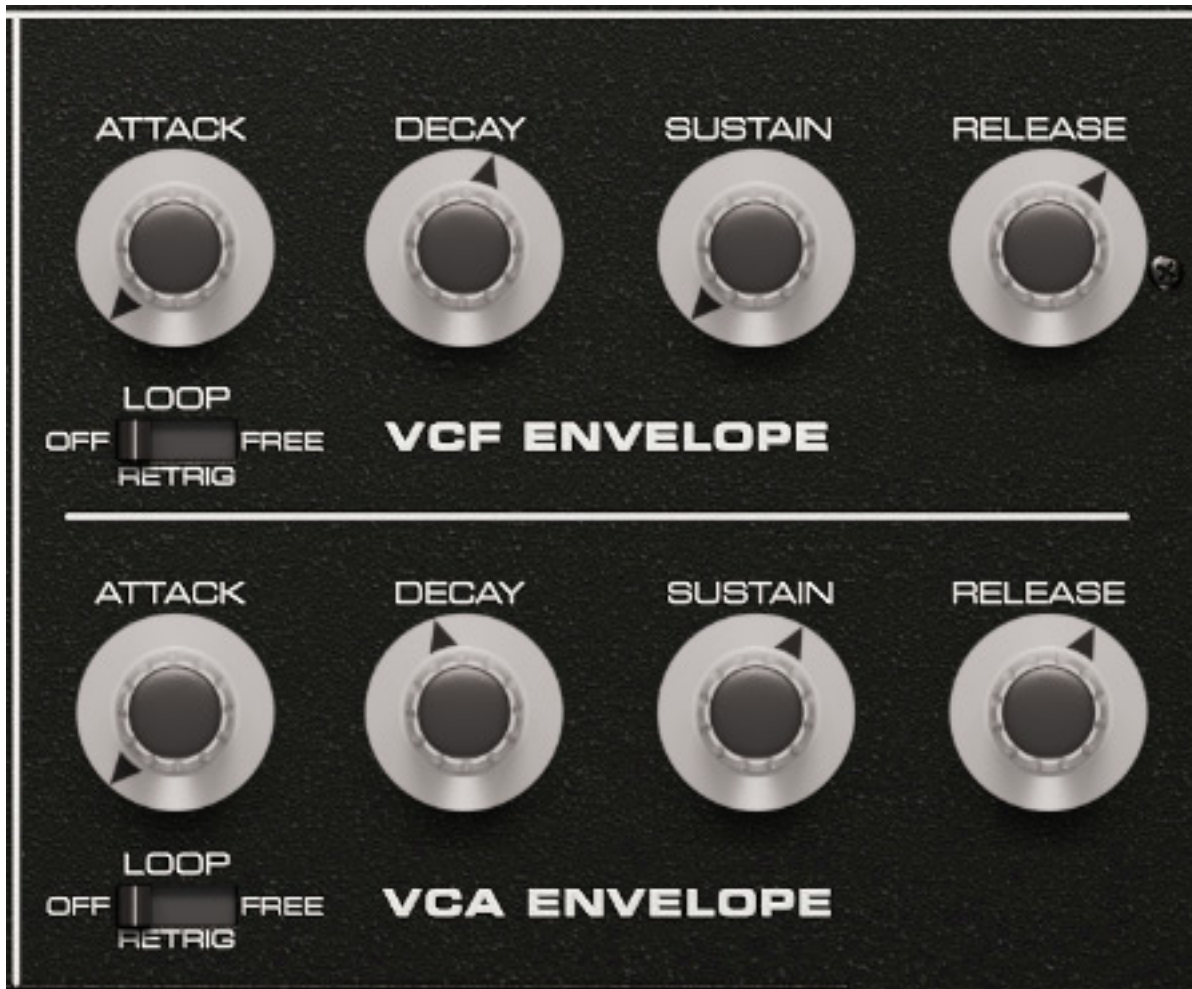 ATTACK DECAY SUSTAIN RELEASE
LOOP
OFF FREE
RETRIG
VCF ENVELOPE
ATTACK DECAY SUSTAIN RELEASE
LOOP
OFF FREE
RETRIG
VCA ENVELOPE